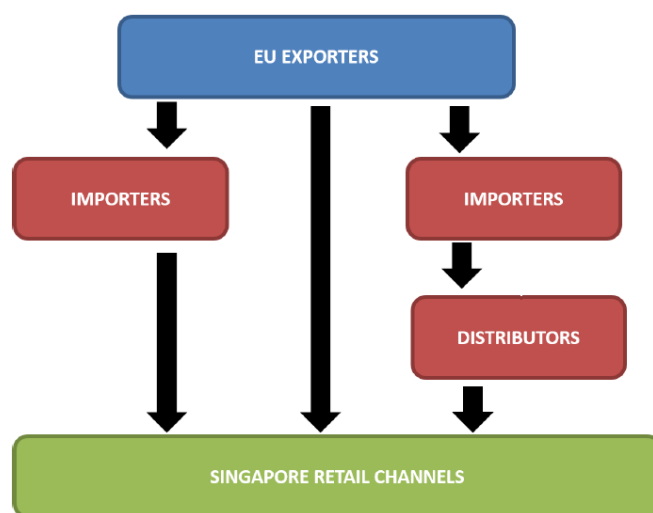 EU EXPORTERS
IMPORTERS
IMPORTERS
DISTRIBUTORS
SINGAPORE RETAIL CHANNELS